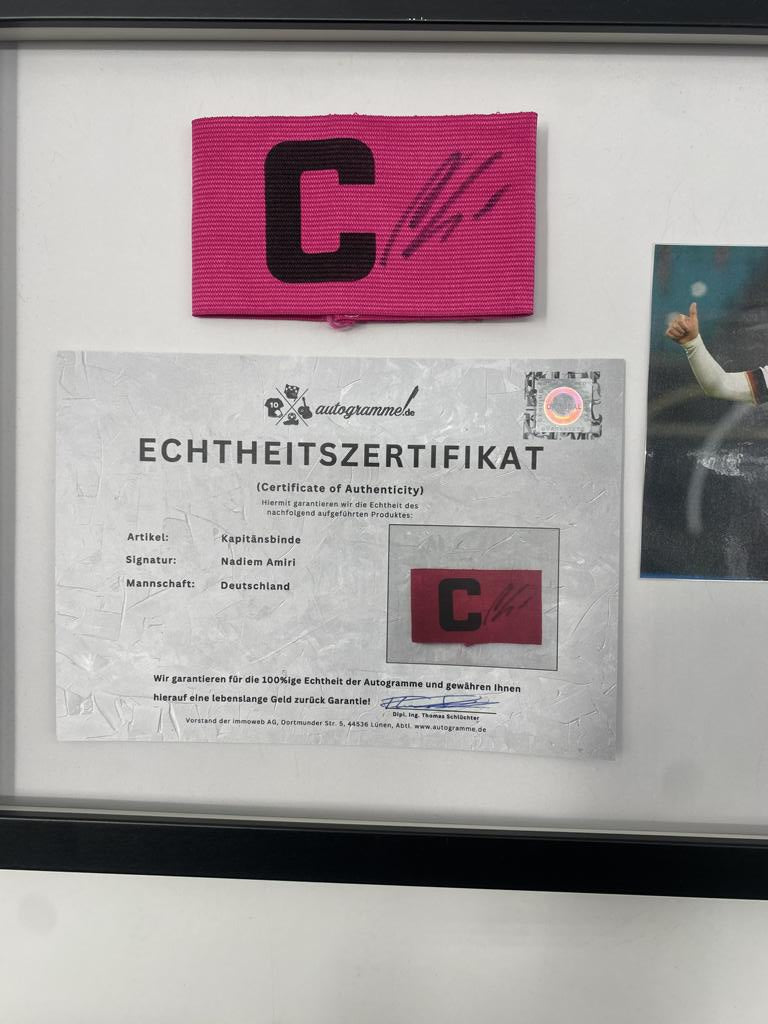 C
10
autogramme.de
ORIGINAL
ECHTHEITSZERTIFIKAT
(Certificate of Authenticity)
Hiermit garantieren wir die Echtheit des
nachfolgend aufgeführten Produktes:
Artikel: Kapitänsbinde
Signatur: Nadiem Amiri
Mannschaft: Deutschland
C
Wir garantieren für die 100%ige Echtheit der Autogramme und gewähren Ihnen
hierauf eine lebenslange Geld zurück Garantie!
Dipl. Ing. Thomas Schlüchter
Vorstand der immoweb AG, Dortmunder Str. 5, 44536 Lünen, Abtl. www.autogramme.de